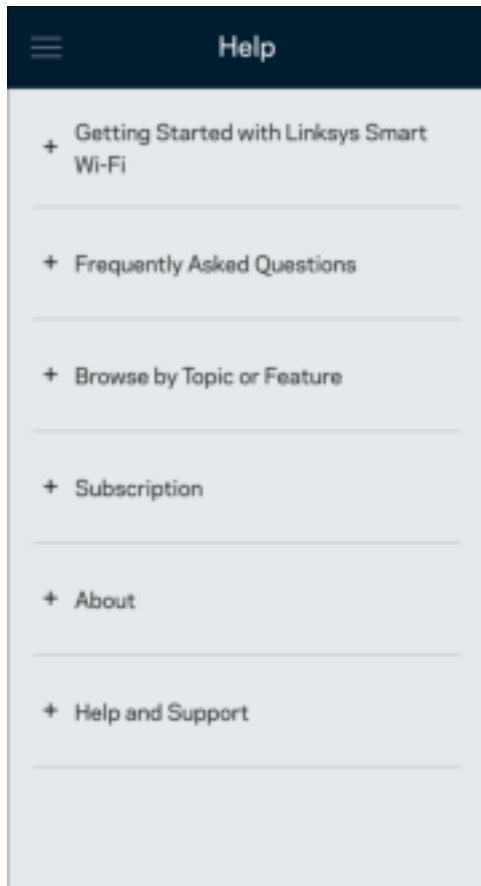 Help
+ Getting Started with Linksys Smart
Wi-Fi
+ Frequently Asked Questions
+ Browse by Topic or Feature
+ Subscription
+ About
+ Help and Support